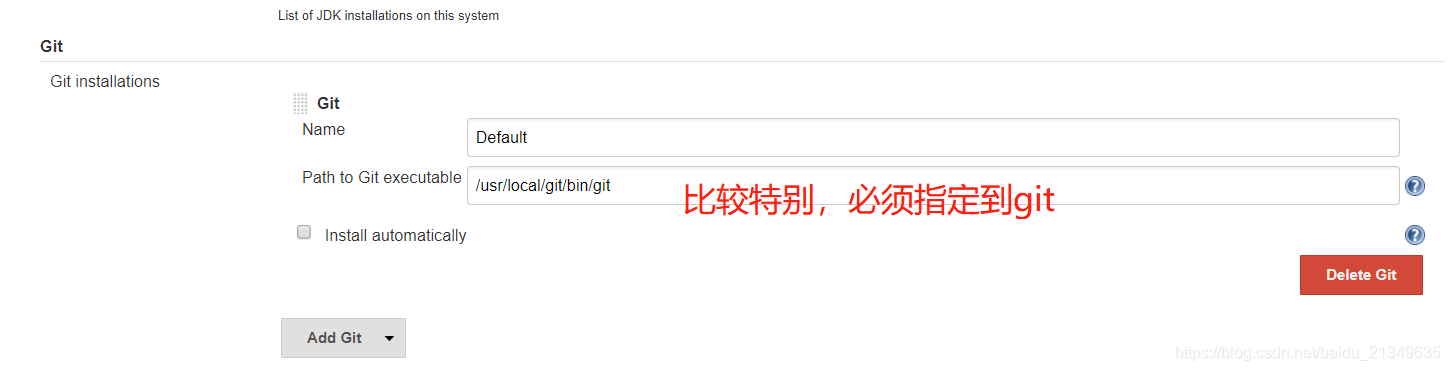 List of JDK installations on this system
Git
Git installations
Git
Name
Default
Path to Git executable
/usr/local/git/bin/git
比较特别，必须指定到git
Install automatically
Delete Git
Add Git
https://blog.csdn.net/baidu_21349635